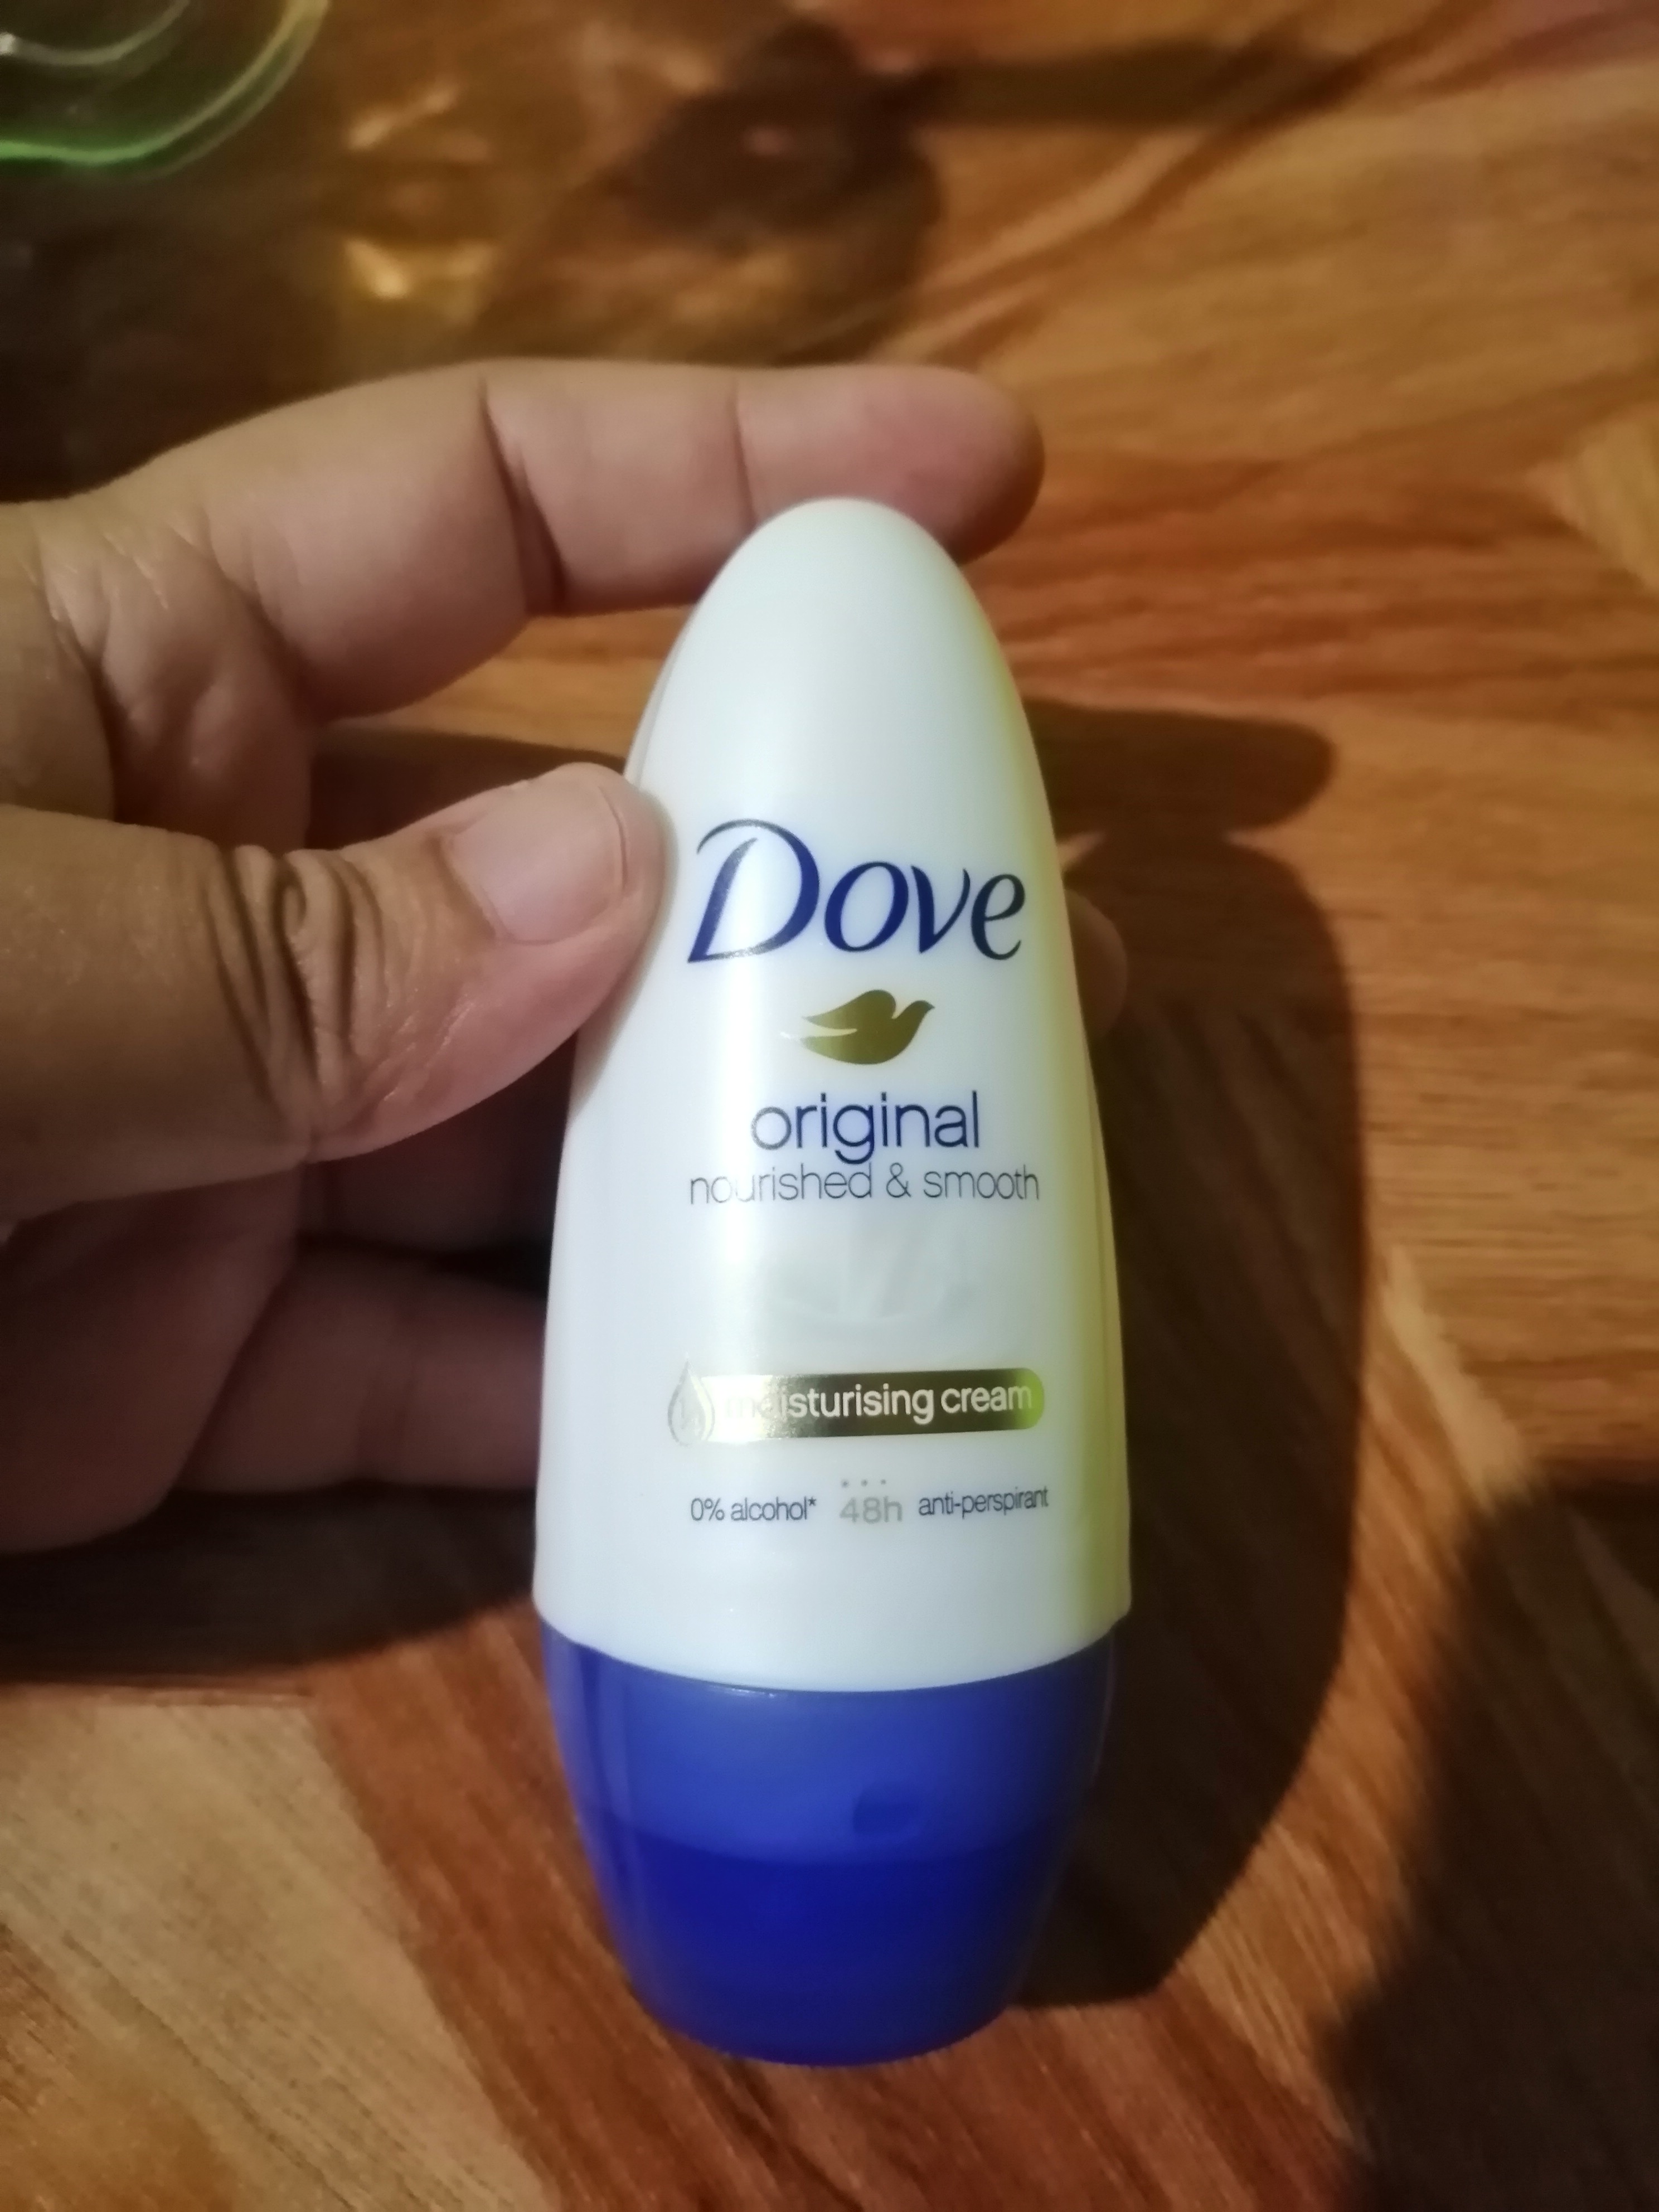 Dove
original
nourished & smooth
moisturising cream
0% alcohol* 48h anti-perspirant